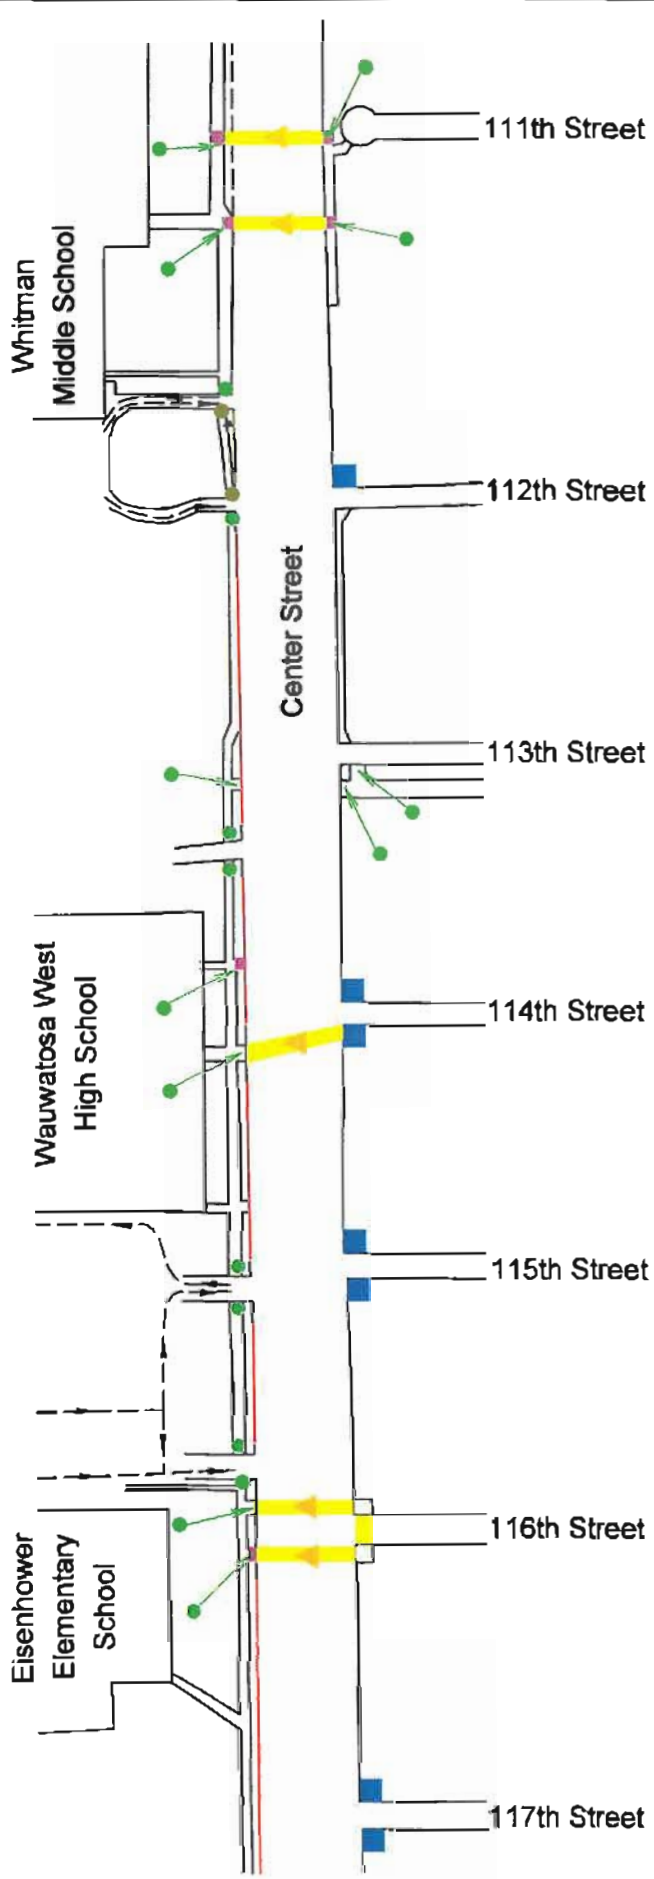 111th Street
Whitman
Middle School
112th Street
Center Street
113th Street
Wauwatosa West
High School
114th Street
115th Street
Eisenhower
Elementary
School
116th Street
117th Street